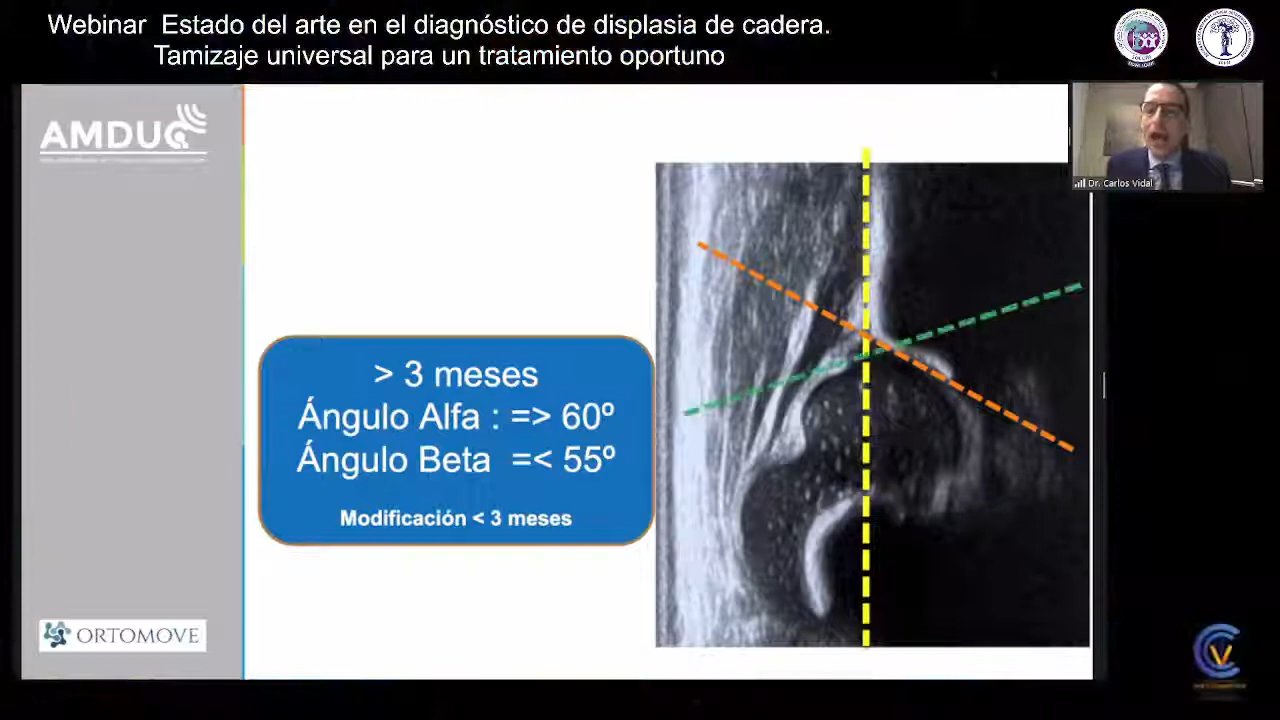 Webinar Estado del arte en el diagnóstico de displasia de cadera.
Tamizaje universal para un tratamiento oportuno
AMDUC
Dr. Carlos Vidal
> 3 meses
Ángulo Alfa : => 60º
Ángulo Beta =< 55º
Modificación < 3 meses
ORTOMOVE